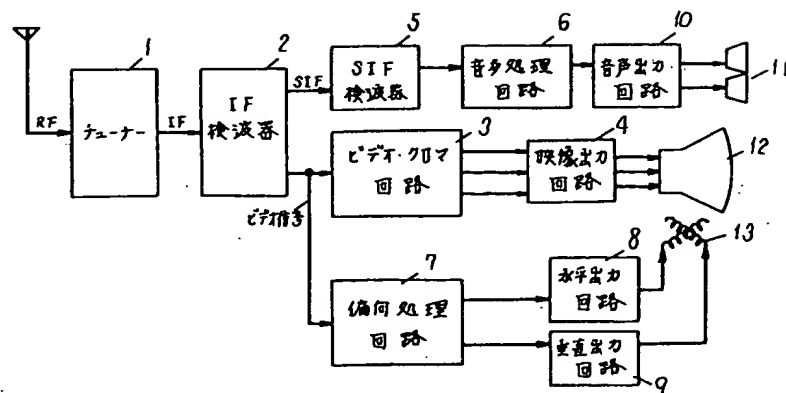 RF
1
チューナー
IF
2
IF
検波器
SIF
ビデオ信号
5
SIF
検波器
6
音声処理
回路
10
音声出力
回路
11
3
ビデオ・クロマ
回路
4
映像出力
回路
12
7
偏向処理
回路
8
水平出力
回路
13
垂直出力
回路
9